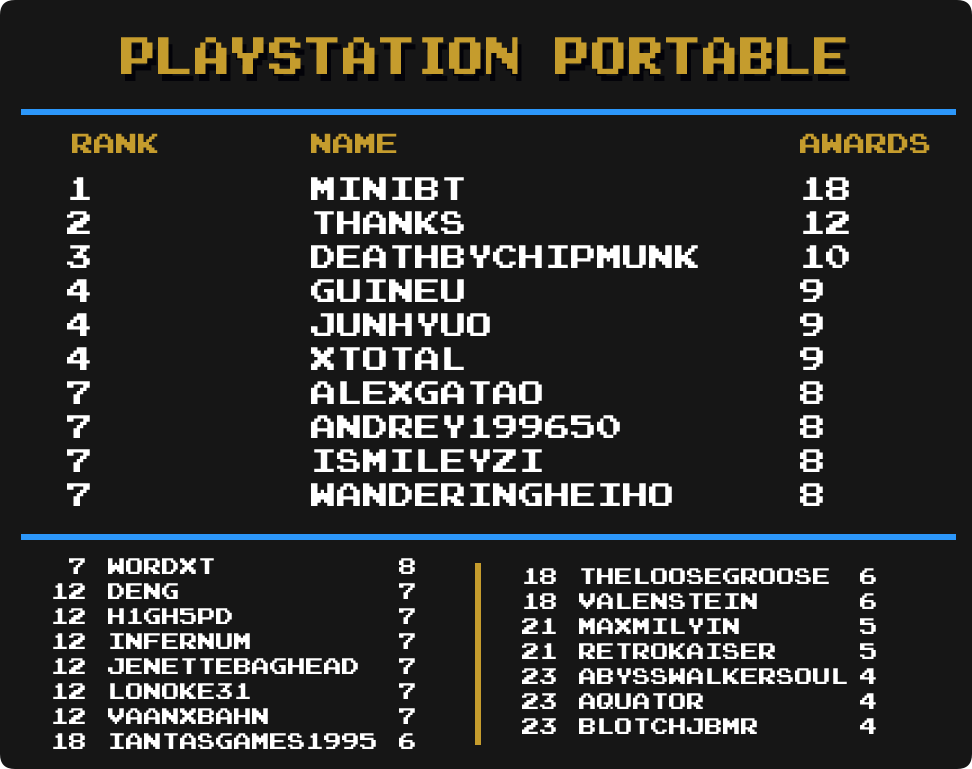 PLAYSTATION PORTABLE
RANK NAME AWARDS
1 MINIBT 18
2 THANKS 12
3 DEATHBYCHIPMUNK 10
4 GUINEU 9
4 JUNHYUO 9
4 XTOTAL 9
7 ALEXGATAO 8
7 ANDREY199650 8
7 ISMILEYZI 8
7 WANDERINGHEIHO 8
7 WORDXT 8
12 DENG 7
12 H1GH5PD 7
12 INFERNUM 7
12 JENETTEBAGHEAD 7
12 LONOKE31 7
12 VAANXBAHN 7
18 IANTASGAMES1995 6
18 THELOOSEGROOSE 6
18 VALENSTEIN 6
21 MAXMILYIN 5
21 RETROKAISER 5
23 ABYSSWALKERSOUL 4
23 AQUATOR 4
23 BLOTCHJBMR 4